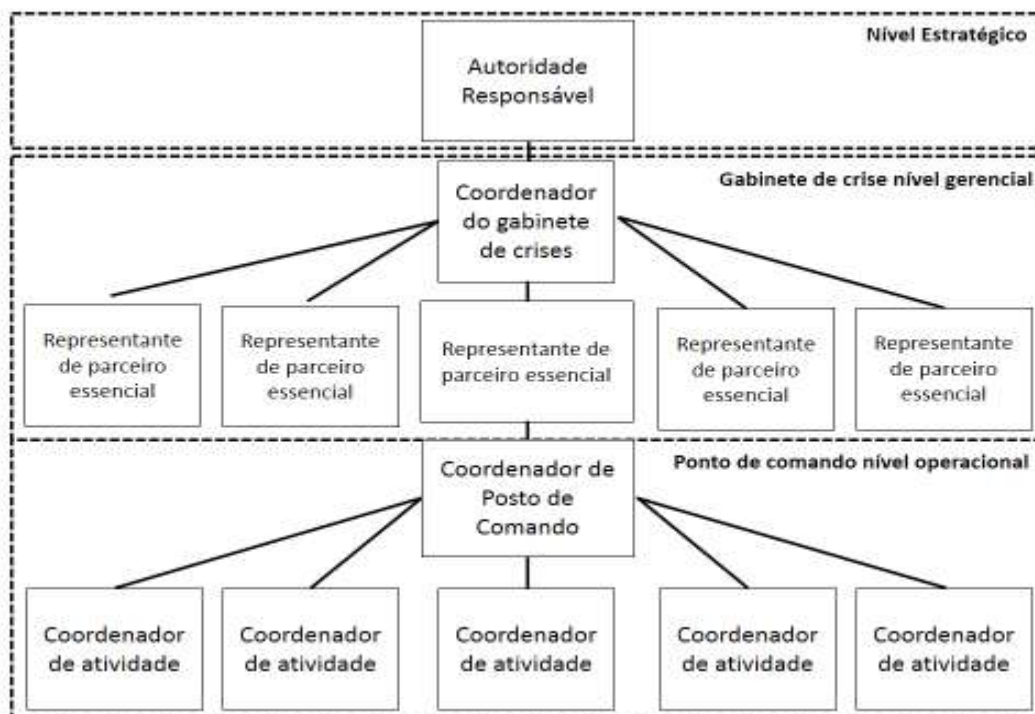 Nível Estratégico
Autoridade
Responsável
Gabinete de crise nível gerencial
Coordenador
do gabinete
de crises
Representante
de parceiro
essencial
Representante
de parceiro
essencial
Representante de
parceiro essencial
Representante
de parceiro
essencial
Representante
de parceiro
essencial
Ponto de comando nível operacional
Coordenador de
Posto de
Comando
Coordenador
de atividade
Coordenador
de atividade
Coordenador
de atividade
Coordenador
de atividade
Coordenador
de atividade